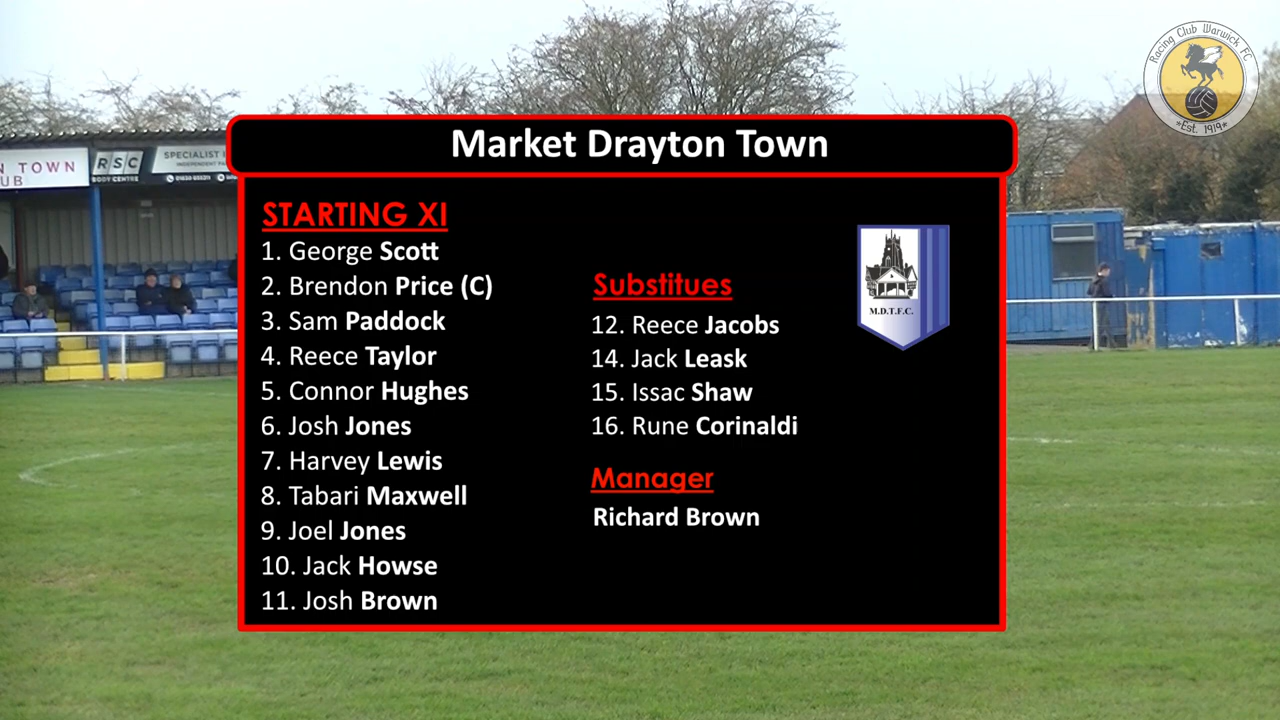 Racing Club Warwick FC
*Est. 1919*
Market Drayton Town
N TOWN
UB
RSC
BODY CENTRE
SPECIALIST
INDEPENDENT
STARTING XI
1. George Scott
2. Brendon Price (C)
3. Sam Paddock
4. Reece Taylor
5. Connor Hughes
6. Josh Jones
7. Harvey Lewis
8. Tabari Maxwell
9. Joel Jones
10. Jack Howse
11. Josh Brown
Substitues
12. Reece Jacobs
14. Jack Leask
15. Issac Shaw
16. Rune Corinaldi
Manager
Richard Brown
M.D.T.F.C.